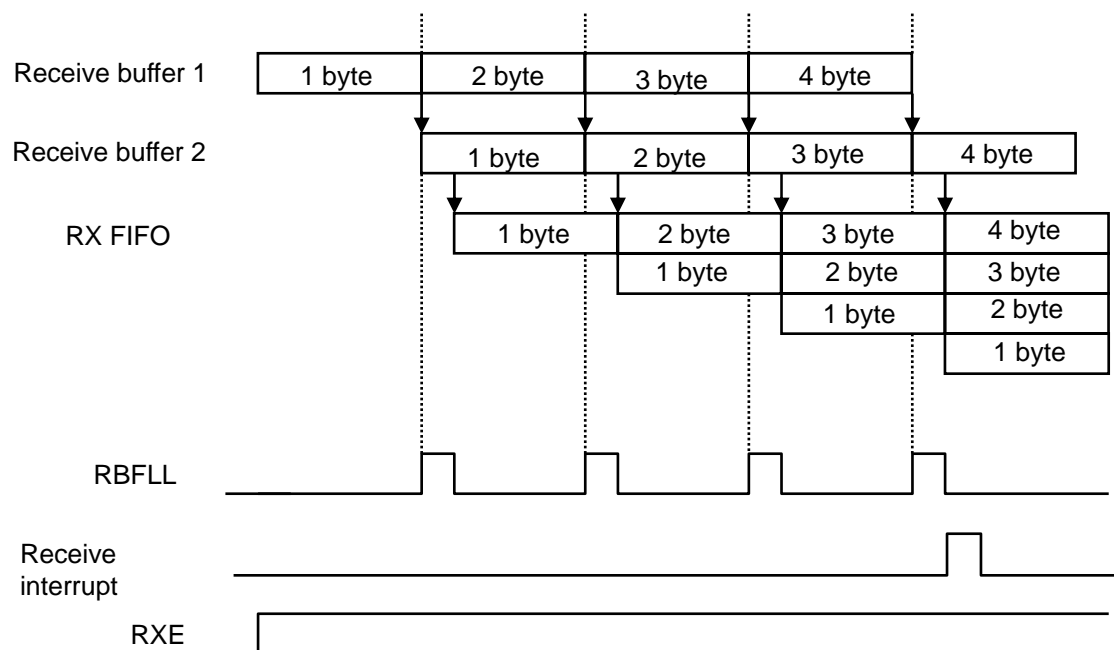 Receive buffer 1
1 byte
2 byte
3 byte
4 byte
Receive buffer 2
1 byte
2 byte
3 byte
4 byte
RX FIFO
1 byte
2 byte
3 byte
4 byte
1 byte
2 byte
3 byte
1 byte
2 byte
1 byte
RBFLL
Receive
interrupt
RXE